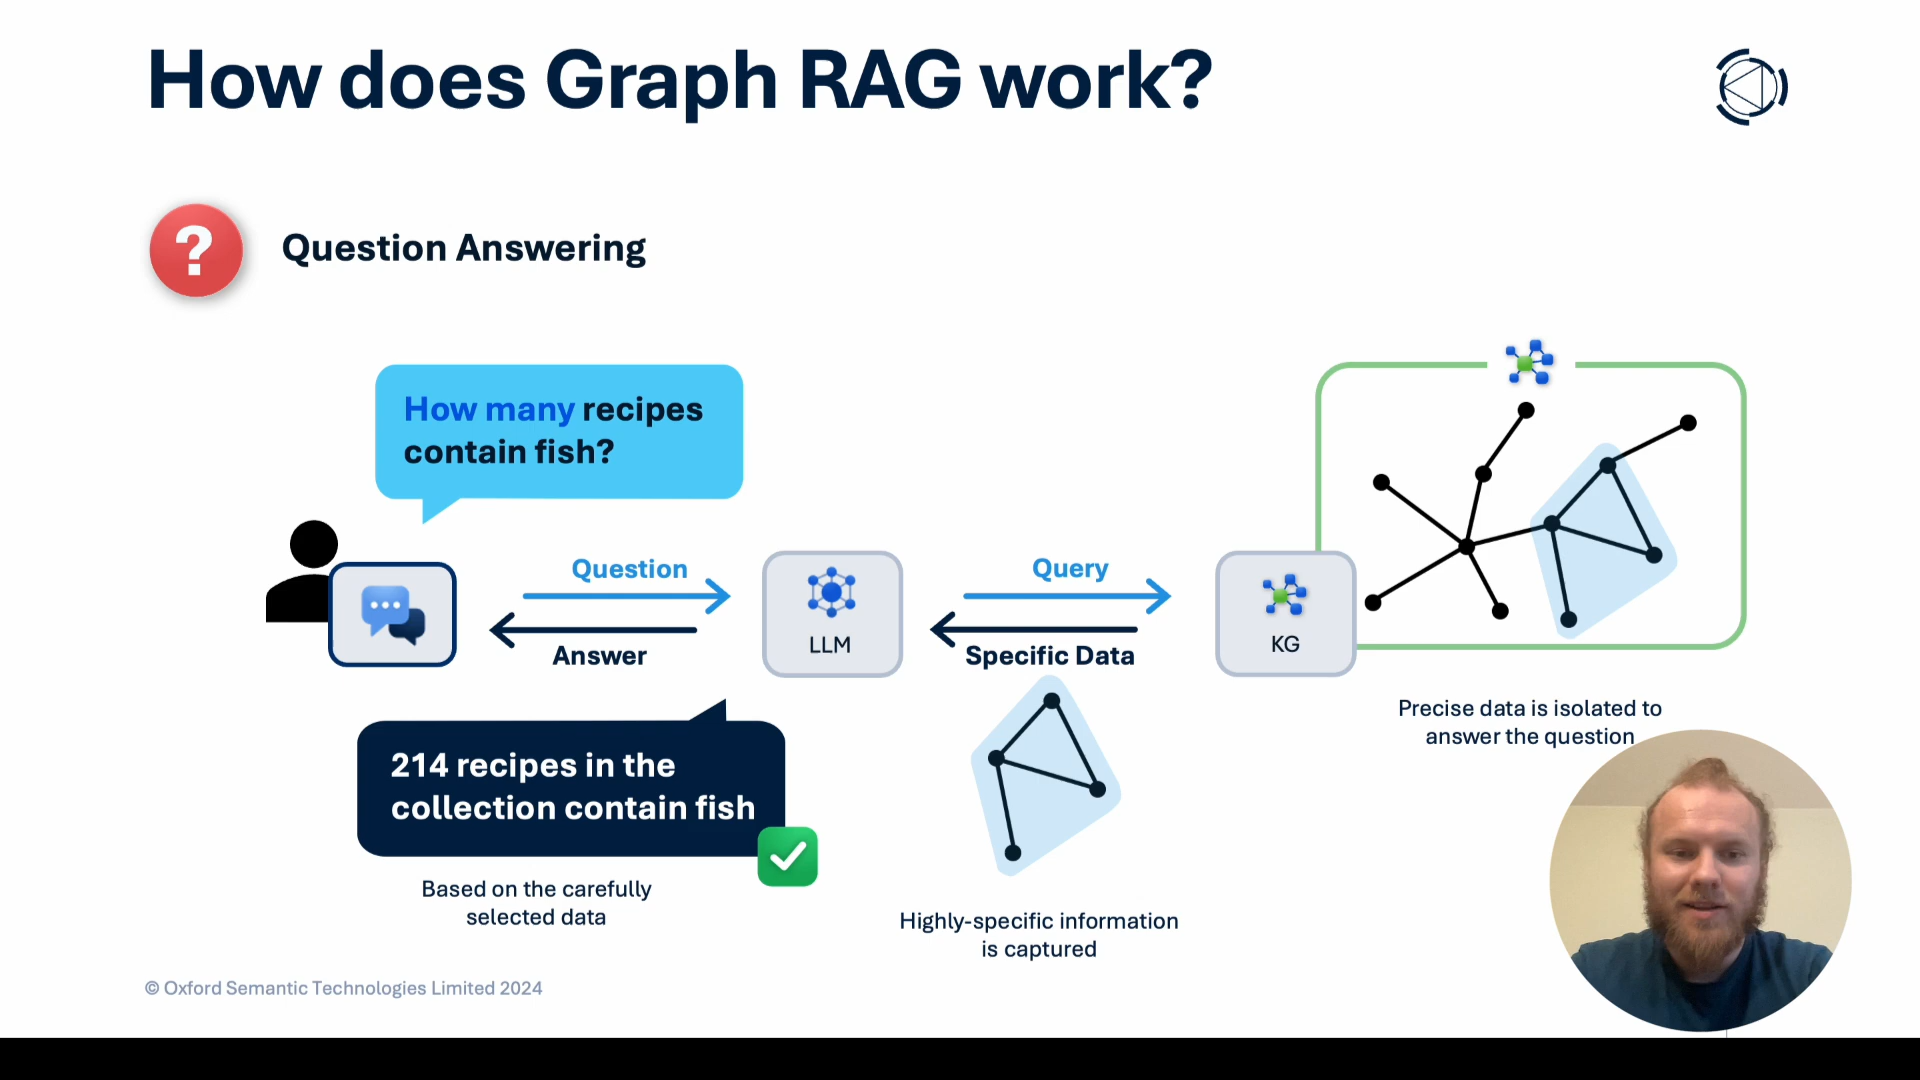 How does Graph RAG work?
?
Question Answering
How many recipes
contain fish?
Question
Answer
LLM
Query
Specific Data
KG
Precise data is isolated to
answer the question
214 recipes in the
collection contain fish
Based on the carefully
selected data
Highly-specific information
is captured
© Oxford Semantic Technologies Limited 2024